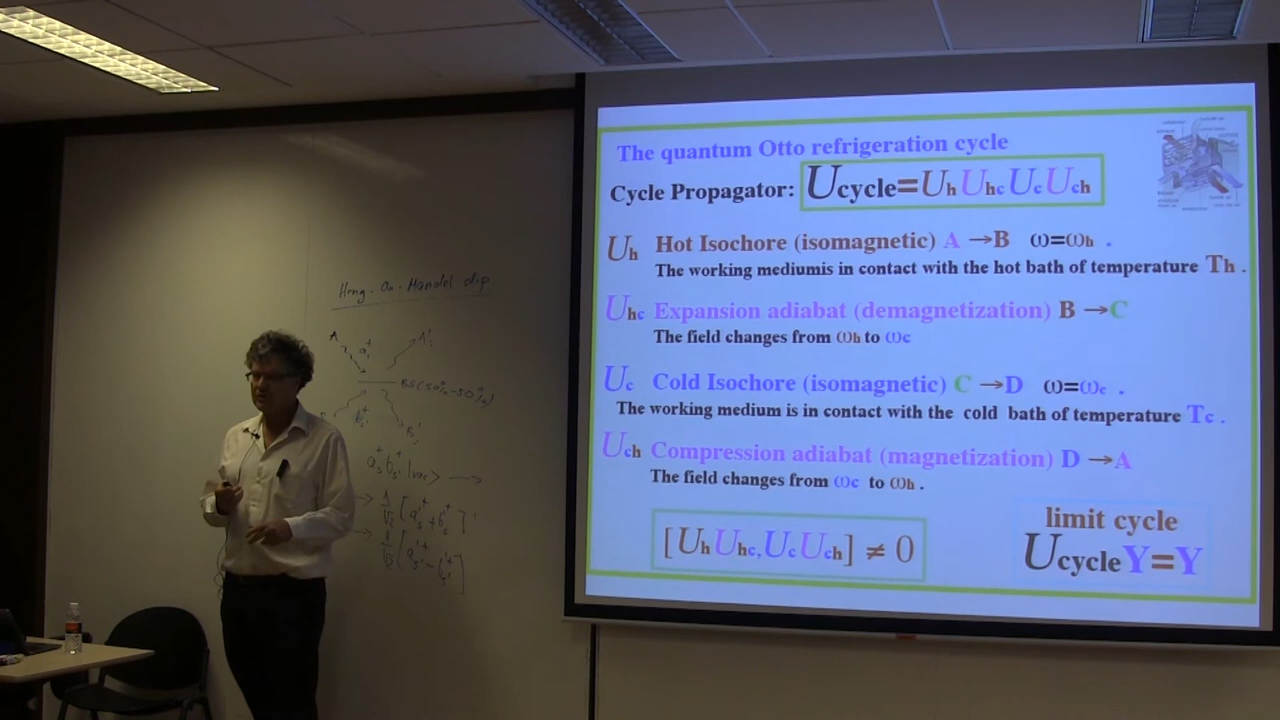 The quantum Otto refrigeration cycle
Cycle Propagator: Ucycle=UhUhcUcUch
Uh Hot Isochore (isomagnetic) A →B ω=ωh .
The working mediumis in contact with the hot bath of temperature Th .
Uhc Expansion adiabat (demagnetization) B →C
The field changes from ωh to ωc
Uc Cold Isochore (isomagnetic) C →D ω=ωc .
The working medium is in contact with the cold bath of temperature Tc .
Uch Compression adiabat (magnetization) D →A
The field changes from ωc to ωh .
[UhUhc,UcUch] ≠ 0
limit cycle
UcycleY=Y
Hong-Ou-Mandel dip
A
BS (50%-50%)